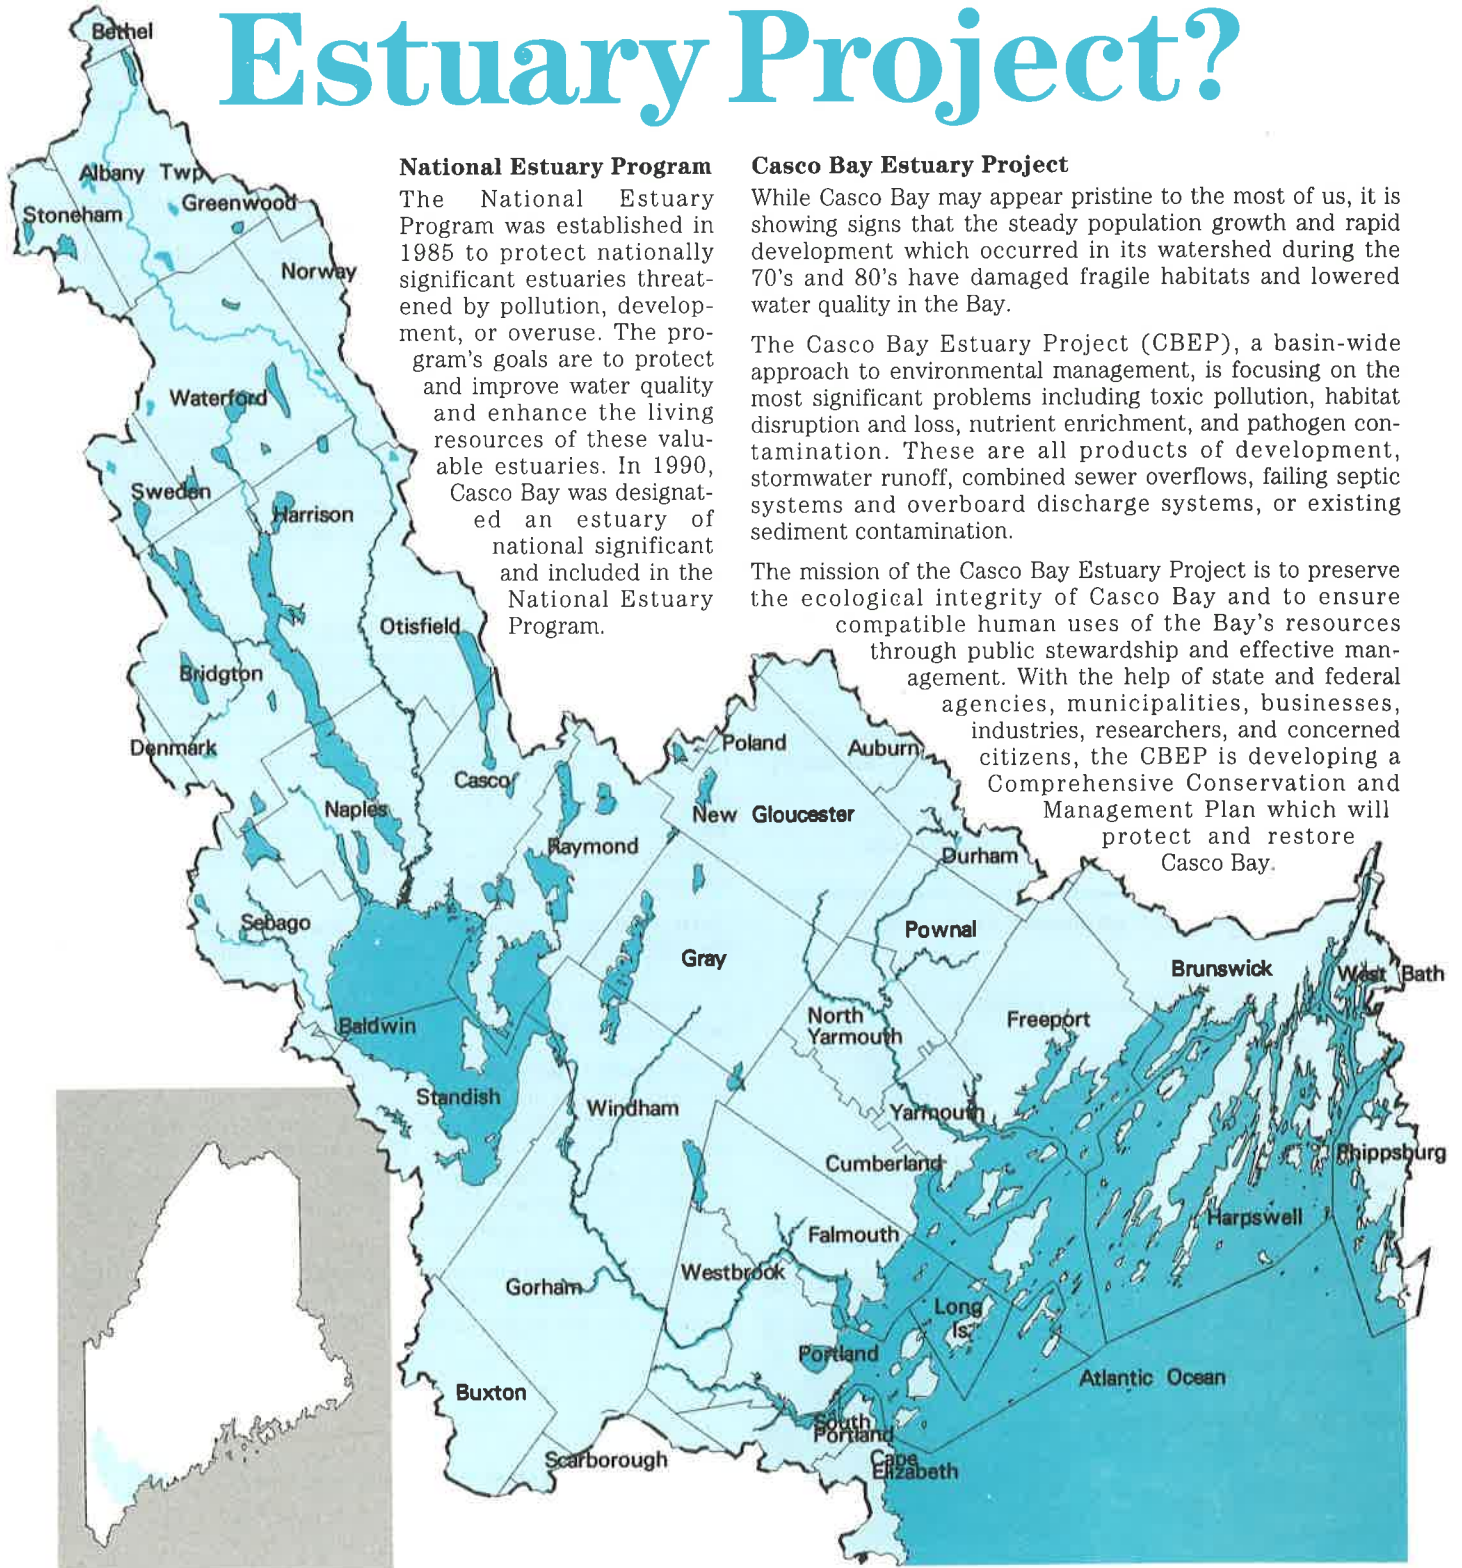 Estuary Project?
National Estuary Program
The National Estuary
Program was established in
1985 to protect nationally
significant estuaries threat-
ened by pollution, develop-
ment, or overuse. The pro-
gram's goals are to protect
and improve water quality
and enhance the living
resources of these valu-
able estuaries. In 1990,
Casco Bay was designat-
ed an estuary of
national significant
and included in the
National Estuary
Program.
Casco Bay Estuary Project
While Casco Bay may appear pristine to the most of us, it is
showing signs that the steady population growth and rapid
development which occurred in its watershed during the
70's and 80's have damaged fragile habitats and lowered
water quality in the Bay.
The Casco Bay Estuary Project (CBEP), a basin-wide
approach to environmental management, is focusing on the
most significant problems including toxic pollution, habitat
disruption and loss, nutrient enrichment, and pathogen con-
tamination. These are all products of development,
stormwater runoff, combined sewer overflows, failing septic
systems and overboard discharge systems, or existing
sediment contamination.
The mission of the Casco Bay Estuary Project is to preserve
the ecological integrity of Casco Bay and to ensure
compatible human uses of the Bay's resources
through public stewardship and effective man-
agement. With the help of state and federal
agencies, municipalities, businesses,
industries, researchers, and concerned
citizens, the CBEP is developing a
Comprehensive Conservation and
Management Plan which will
protect and restore
Casco Bay.
Bethel
Albany Twp
Greenwood
Stoneham
Norway
Waterford
Sweden
Harrison
Otisfield
Bridgton
Denmark
Casco
Naples
Poland
Auburn
New Gloucester
Raymond
Durham
Sebago
Pownal
Gray
Brunswick
West Bath
Baldwin
North
Yarmouth
Freeport
Standish
Windham
Yarmouth
Cumberland
Phippsburg
Harpswell
Falmouth
Westbrook
Gorham
Long
Is.
Portland
Atlantic Ocean
Buxton
South
Portland
Scarborough
Cape
Elizabeth